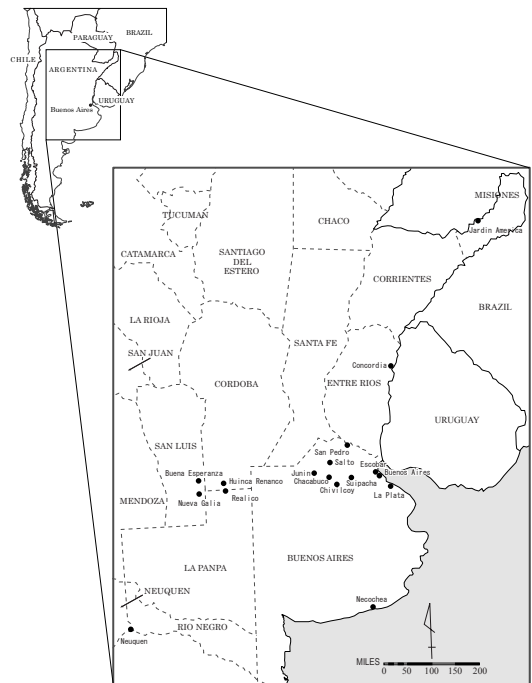 BRAZIL
PARAGUAY
CHILE
ARGENTINA
URUGUAY
Buenos Aires
MISIONES
TUCUMAN
CHACO
Jardin America
CATAMARCA
SANTIAGO
DEL
ESTERO
CORRIENTES
BRAZIL
LA RIOJA
SANTA FE
SAN JUAN
Concordia
CORDOBA
ENTRE RIOS
URUGUAY
SAN LUIS
San Pedro
Salto
Escobar
Buena Esperanza
Huinca Renanco
Junin
Buenos Aires
Chacabuco
Suipacha
Chivilcoy
La Plata
MENDOZA
Nueva Galia
Realico
BUENOS AIRES
LA PANPA
NEUQUEN
Necochea
RIO NEGRO
Neuquen
MILES
0 50 100 200